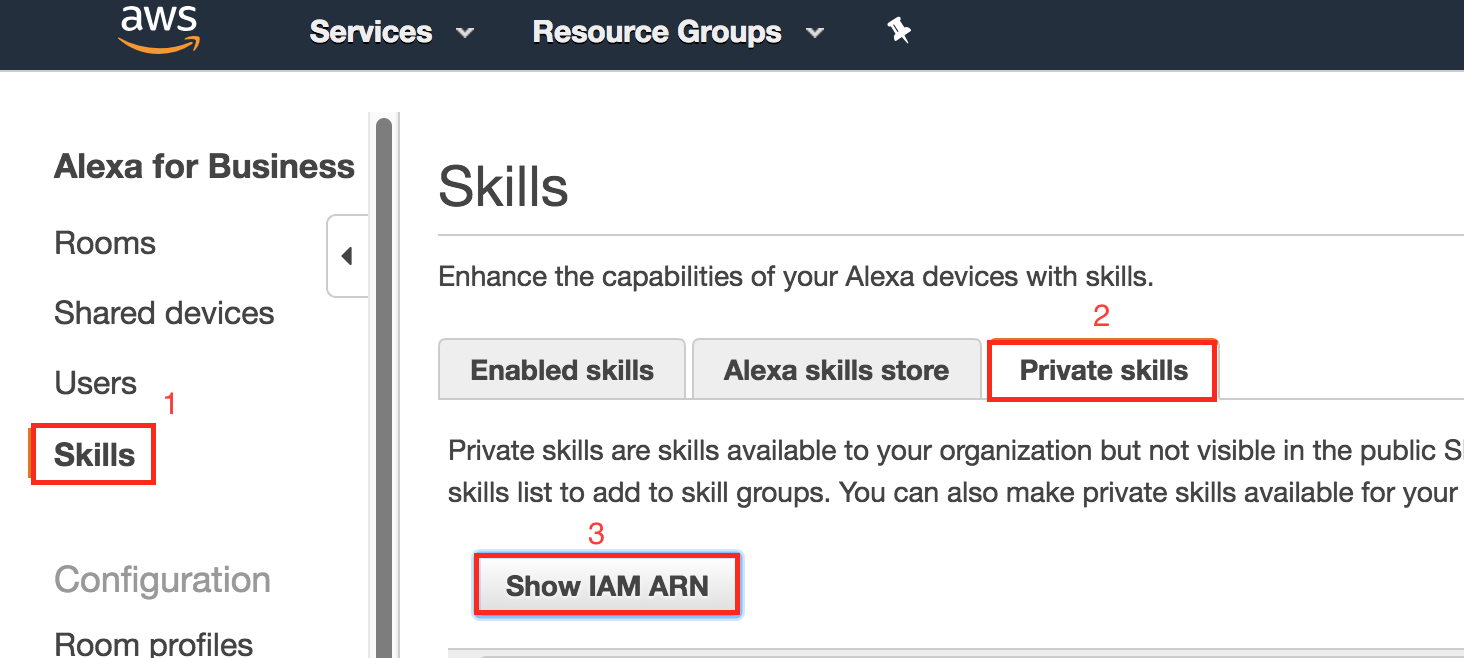 aws Services Resource Groups
Alexa for Business
Rooms
Shared devices
Users
1
Skills
Configuration
Room profiles
Skills
Enhance the capabilities of your Alexa devices with skills.
2
Enabled skills Alexa skills store Private skills
Private skills are skills available to your organization but not visible in the public
skills list to add to skill groups. You can also make private skills available for your
3
Show IAM ARN